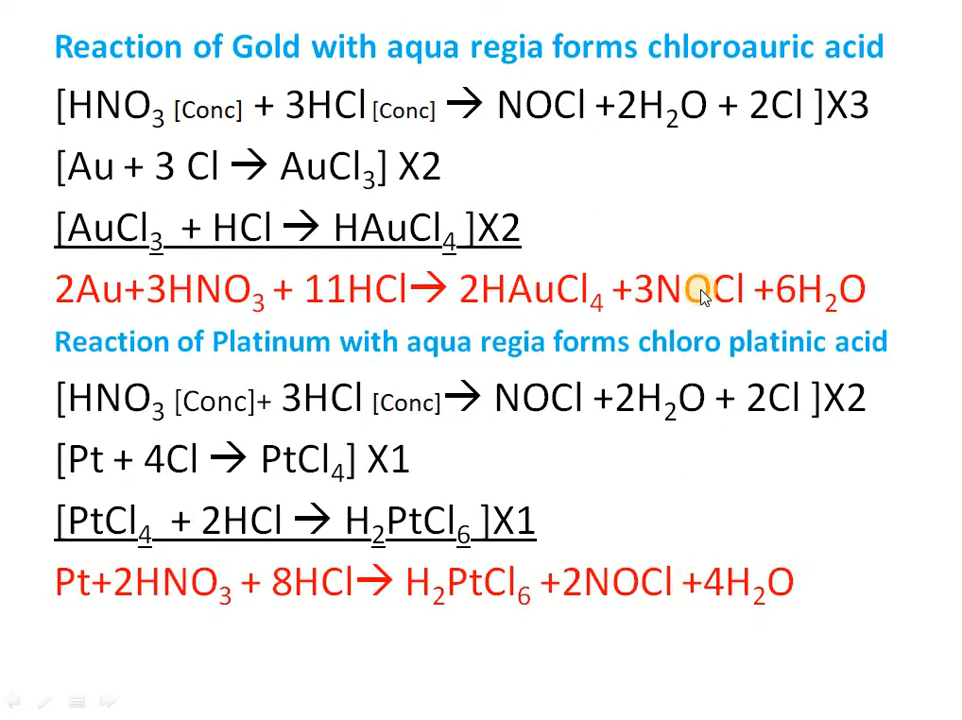 Reaction of Gold with aqua regia forms chloroauric acid
[HNO₃ [Conc] + 3HCl [Conc] → NOCl +2H₂O + 2Cl ]X3
[Au + 3 Cl → AuCl₃] X2
[AuCl₃ + HCl → HAuCl₄ ]X2
2Au+3HNO₃ + 11HCl→ 2HAuCl₄ +3NOCl +6H₂O
Reaction of Platinum with aqua regia forms chloro platinic acid
[HNO₃ [Conc]+ 3HCl [Conc]→ NOCl +2H₂O + 2Cl ]X2
[Pt + 4Cl → PtCl₄] X1
[PtCl₄ + 2HCl → H₂PtCl₆ ]X1
Pt+2HNO₃ + 8HCl→ H₂PtCl₆ +2NOCl +4H₂O